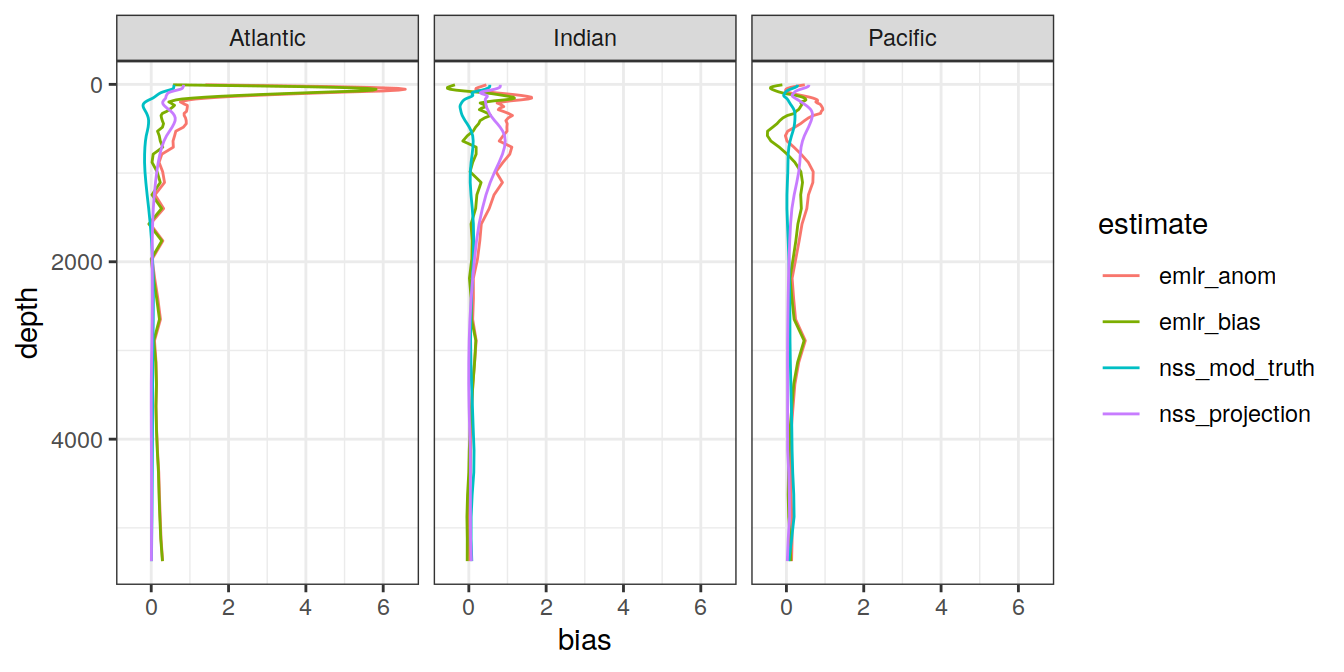 Atlantic Indian Pacific
0
2000
4000
depth
0 2 4 6 0 2 4 6 0 2 4 6
bias
estimate
emlr_anom
emlr_bias
nss_mod_truth
nss_projection